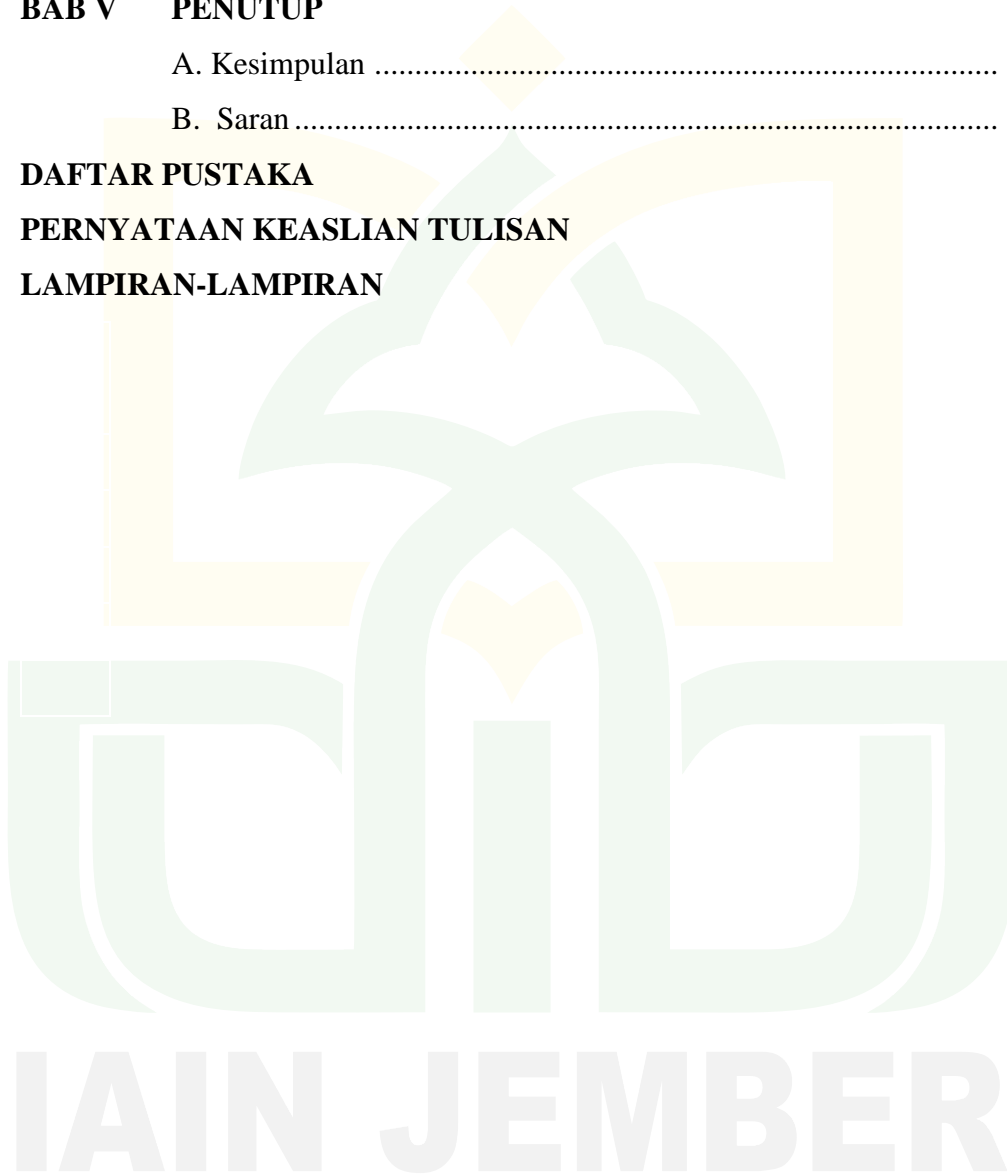 BAB V PENUTUP
A. Kesimpulan ..............................................................................
B. Saran ........................................................................................
DAFTAR PUSTAKA
PERNYATAAN KEASLIAN TULISAN
LAMPIRAN-LAMPIRAN
IAIN JEMBER